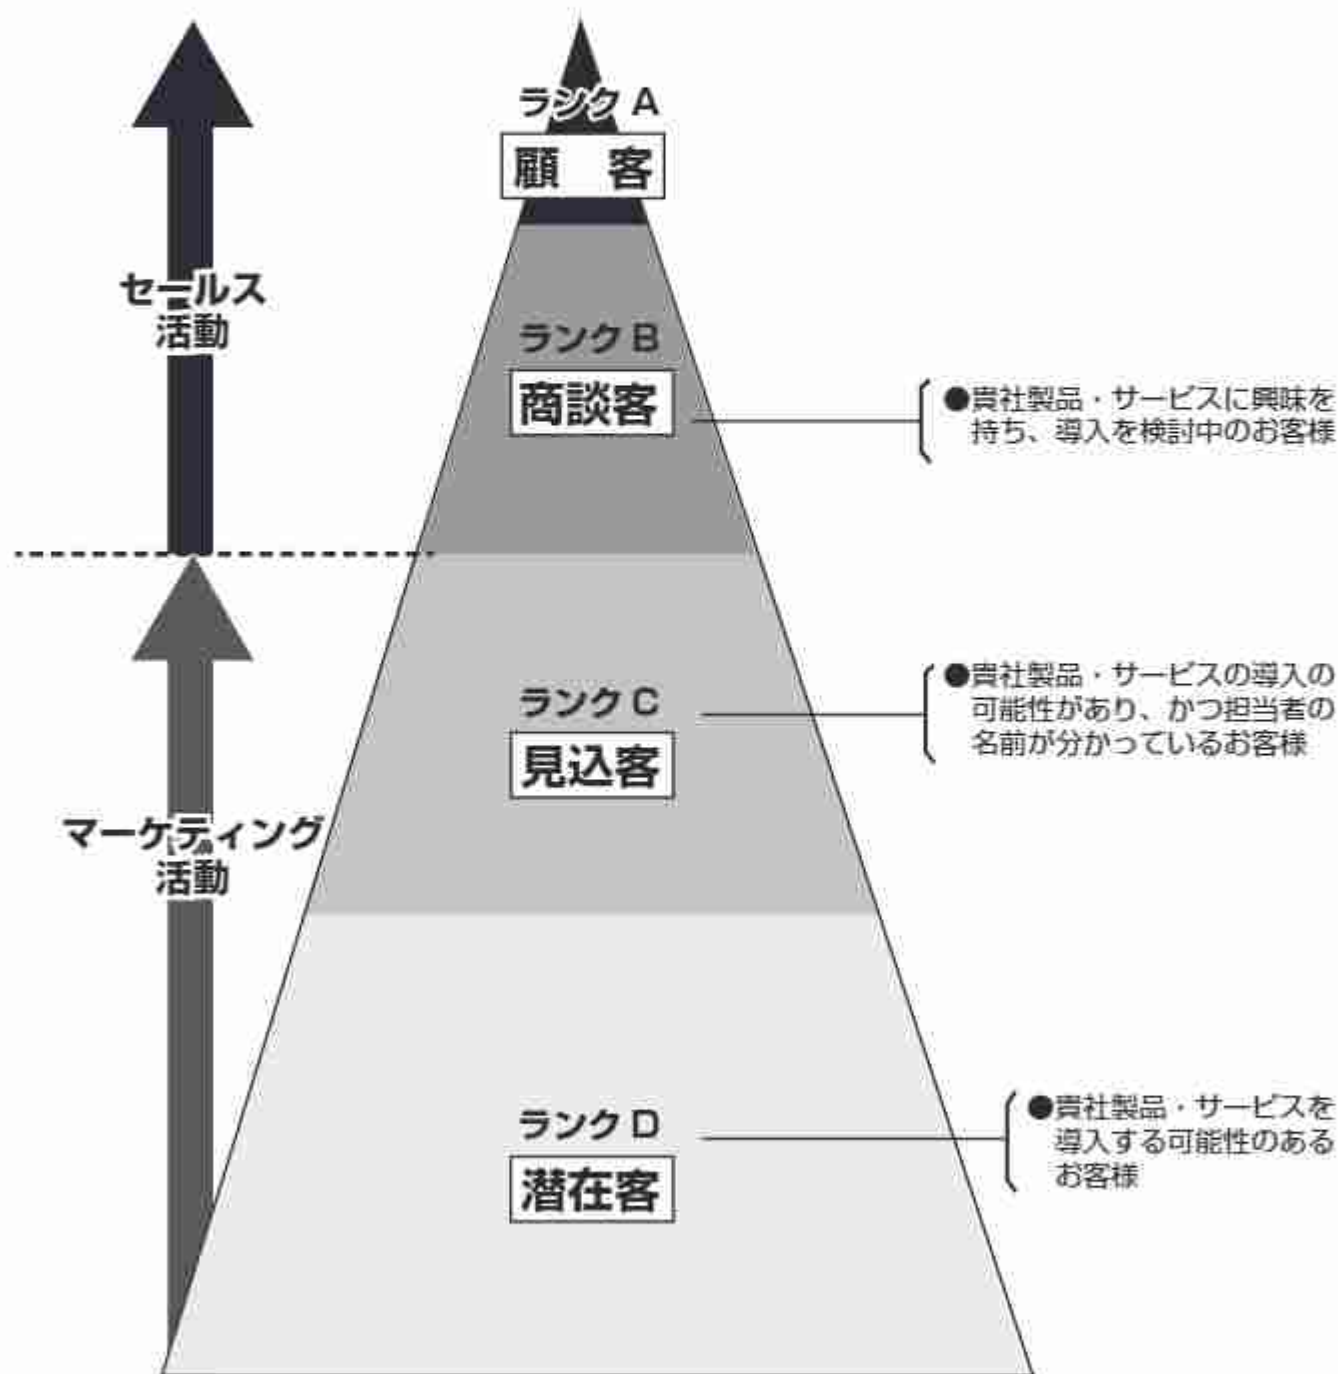 ランク A
顧 客
セールス
活動
ランク B
商談客
●貴社製品・サービスに興味を
持ち、導入を検討中のお客様
ランク C
見込客
●貴社製品・サービスの導入の
可能性があり、かつ担当者の
名前が分かっているお客様
マーケティング
活動
ランク D
潜在客
●貴社製品・サービスを
導入する可能性のある
お客様